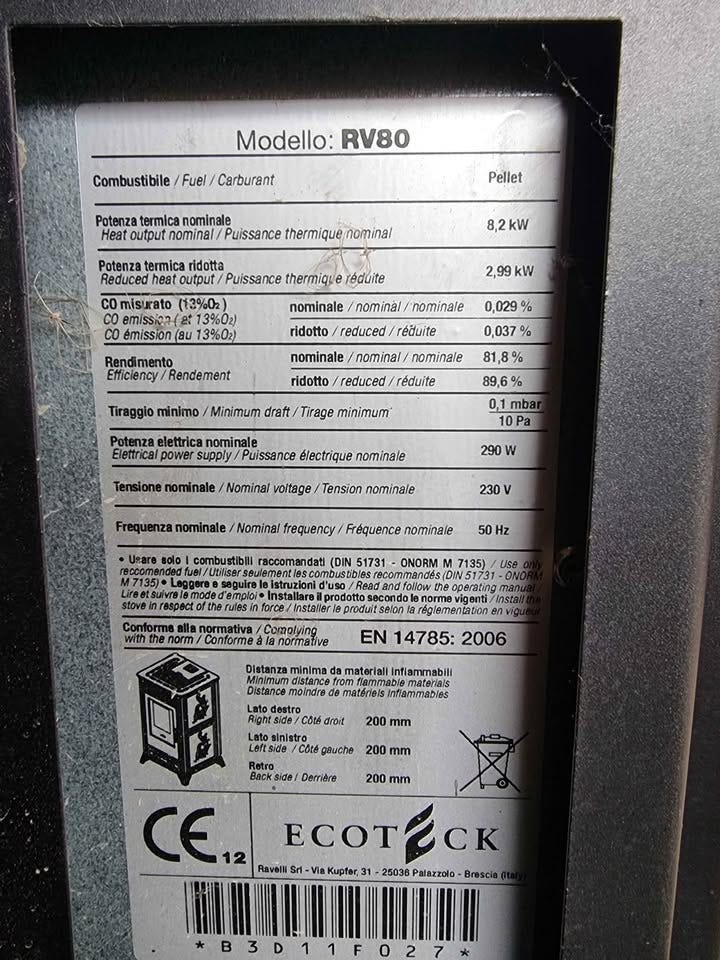 Modello: RV80
Combustibile / Fuel / Carburant Pellet
Potenza termica nominale
Heat output nominal / Puissance thermique nominal 8,2 kW
Potenza termica ridotta
Reduced heat output / Puissance thermique réduite 2,99 kW
CO misurato (13%O₂) nominale / nominal / nominale 0,029 %
CO emission ( at 13%O₂)
CO émission (au 13%O₂) ridotto / reduced / réduite 0,037 %
Rendimento nominale / nominal / nominale 81,8 %
Efficiency / Rendement ridotto / reduced / réduite 89,6 %
Tiraggio minimo / Minimum draft / Tirage minimum 0,1 mbar
10 Pa
Potenza elettrica nominale
Elettrical power supply / Puissance électrique nominale 290 W
Tensione nominale / Nominal voltage / Tension nominale 230 V
Frequenza nominale / Nominal frequency / Fréquence nominale 50 Hz
• Usare solo i combustibili raccomandati (DIN 51731 - ONORM M 7135) / Use only
reccomended fuel / Utiliser seulement les combustibles recommandés (DIN 51731 - ONORM
M 7135) • Leggere e seguire le istruzioni d'uso / Read and follow the operating manual /
Lire et suivre le mode d'emploi • Installare il prodotto secondo le norme vigenti / Install the
stove in respect of the rules in force / Installer le produit selon la réglementation en vigueur
Conforme alla normativa / Complying
with the norm / Conforme à la normative EN 14785: 2006
Distanza minima da materiali infiammabili
Minimum distance from flammable materials
Distance moindre de matériels inflammables
Lato destro
Right side / Côté droit 200 mm
Lato sinistro
Left side / Côté gauche 200 mm
Retro
Back side / Derrière 200 mm
CE 12
ECOTECK
Ravelli Srl - Via Kupfer, 31 - 25036 Palazzolo - Brescia (Italy)
*B3D11F027*